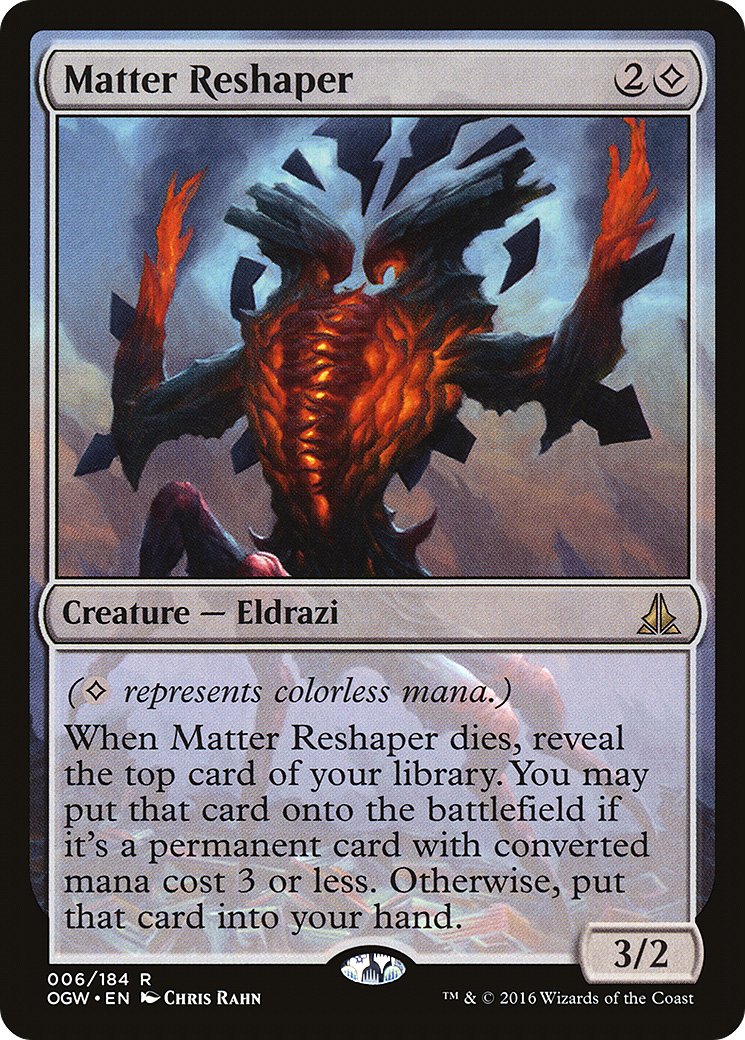 Matter Reshaper 2◇
Creature — Eldrazi
(◇ represents colorless mana.)
When Matter Reshaper dies, reveal
the top card of your library. You may
put that card onto the battlefield if
it's a permanent card with converted
mana cost 3 or less. Otherwise, put
that card into your hand.
3/2
006/184 R
OGW • EN Chris Rahn ™ & © 2016 Wizards of the Coast